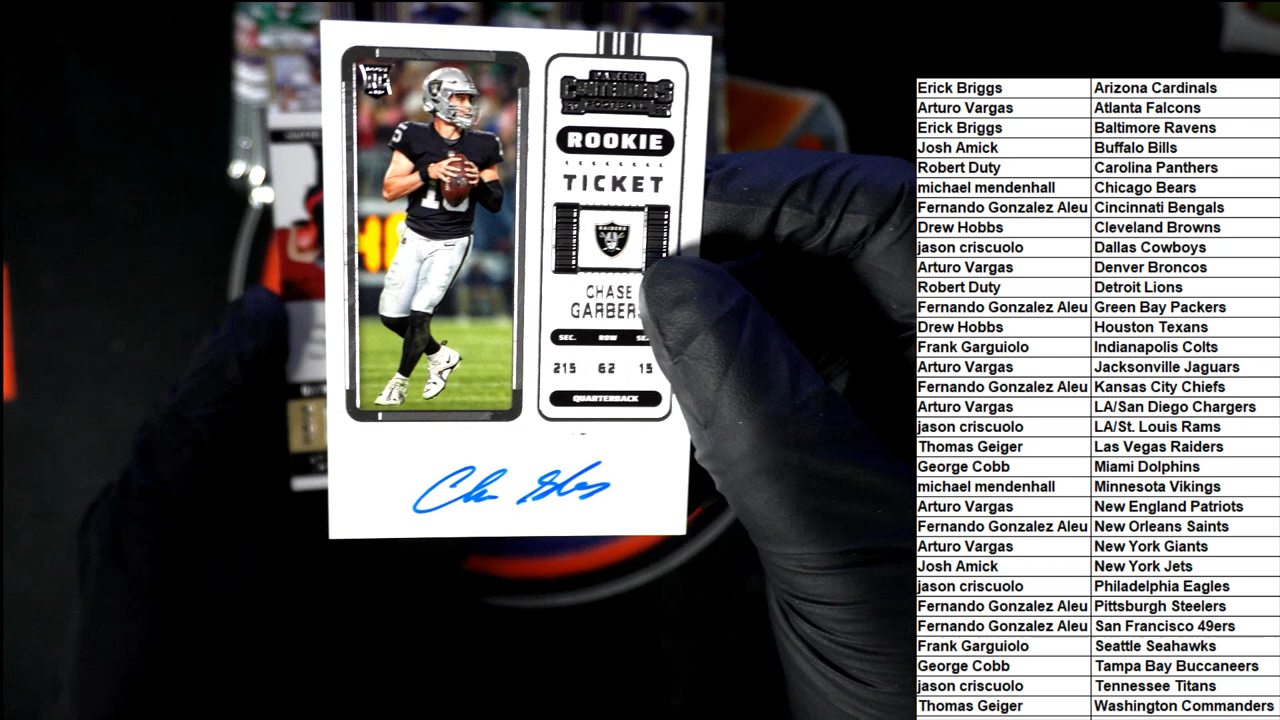 CONTENDERS
FOOTBALL
ROOKIE
TICKET
RAIDERS
CHASE
GARBERS
SEC. ROW
215 62 15
QUARTERBACK
Erick Briggs Arizona Cardinals
Arturo Vargas Atlanta Falcons
Erick Briggs Baltimore Ravens
Josh Amick Buffalo Bills
Robert Duty Carolina Panthers
michael mendenhall Chicago Bears
Fernando Gonzalez Aleu Cincinnati Bengals
Drew Hobbs Cleveland Browns
jason criscuolo Dallas Cowboys
Arturo Vargas Denver Broncos
Robert Duty Detroit Lions
Fernando Gonzalez Aleu Green Bay Packers
Drew Hobbs Houston Texans
Frank Garguiolo Indianapolis Colts
Arturo Vargas Jacksonville Jaguars
Fernando Gonzalez Aleu Kansas City Chiefs
Arturo Vargas LA/San Diego Chargers
jason criscuolo LA/St. Louis Rams
Thomas Geiger Las Vegas Raiders
George Cobb Miami Dolphins
michael mendenhall Minnesota Vikings
Arturo Vargas New England Patriots
Fernando Gonzalez Aleu New Orleans Saints
Arturo Vargas New York Giants
Josh Amick New York Jets
jason criscuolo Philadelphia Eagles
Fernando Gonzalez Aleu Pittsburgh Steelers
Fernando Gonzalez Aleu San Francisco 49ers
Frank Garguiolo Seattle Seahawks
George Cobb Tampa Bay Buccaneers
jason criscuolo Tennessee Titans
Thomas Geiger Washington Commanders